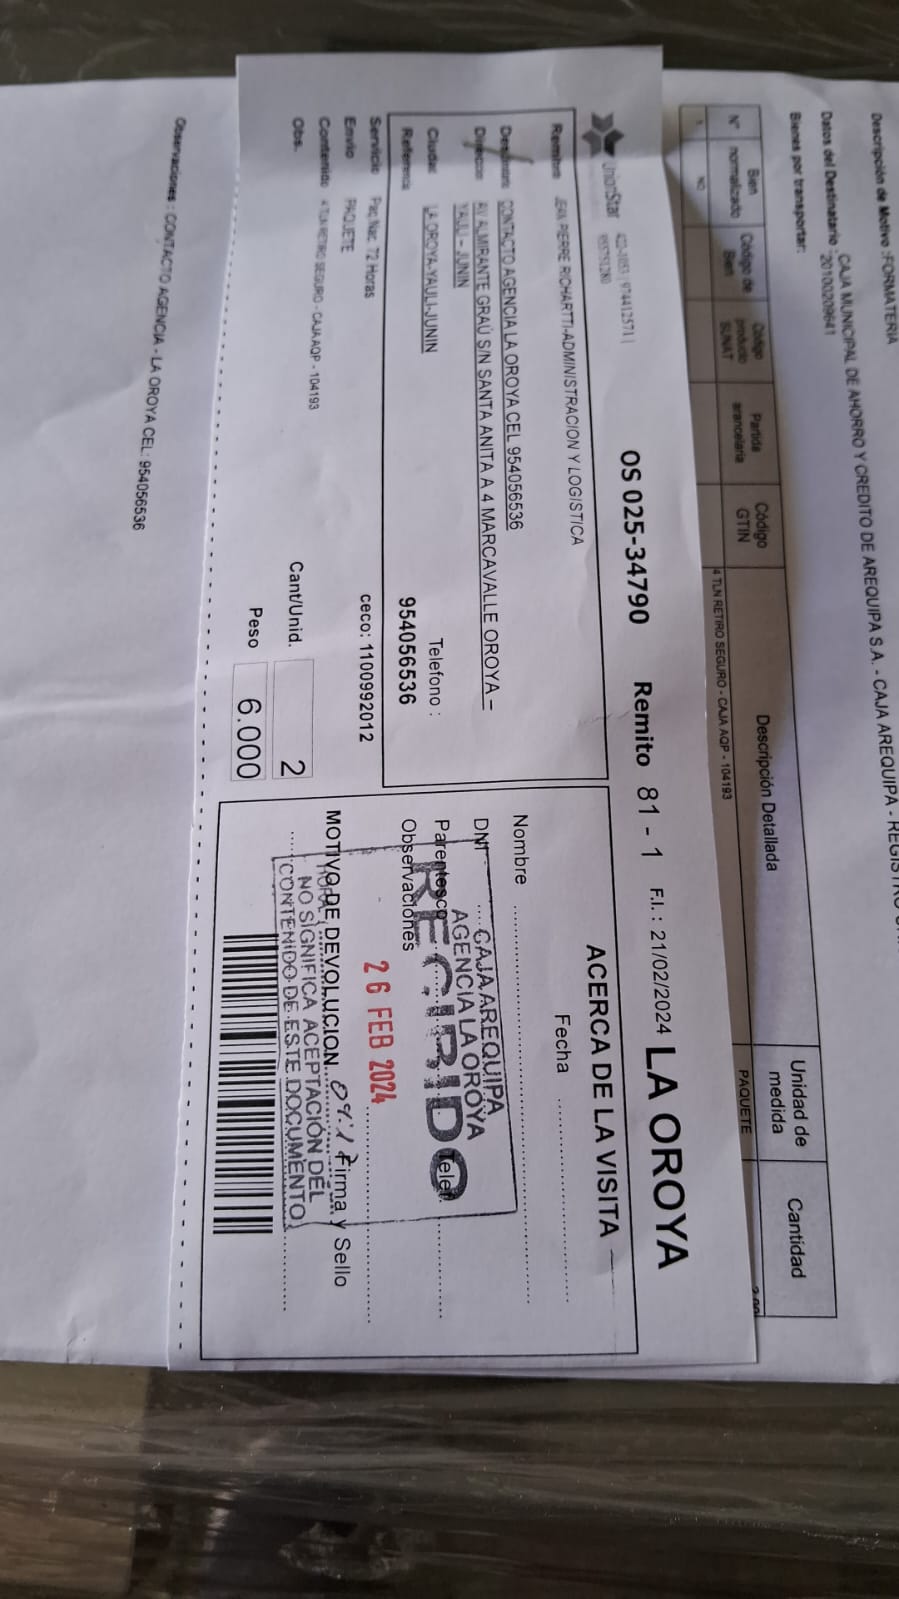 Descripción de Motivo :FORMATERIA
CAJA MUNICIPAL DE AHORRO Y CREDITO DE AREQUIPA S.A. - CAJA AREQUIPA -
Datos del Destinatario : 20100209641
Bienes por transportar:
N° Bien normalizado Código de Bien Código producto SUNAT Partida arancelaria Código GTIN Descripción Detallada Unidad de medida Cantidad
1 NO 4 TLN RETIRO SEGURO - CAJA AQP - 104193 PAQUETE
UnionStar
OS 025-34790 Remito 81 - 1 F.I. : 21/02/2024 LA OROYA
Remite JEAN PIERRE RICHARTTI-ADMINISTRACION Y LOGISTICA
CONTACTO AGENCIA LA OROYA CEL 954056536
AV ALMIRANTE GRAÚ S/N SANTA ANITA A 4 MARCAVALLE OROYA –
YAULI – JUNIN
Telefono :
Ciudad LA OROYA-YAULI-JUNIN
954056536
Referencia
Servicio Paq. Nac. 72 Horas
ceco: 1100992012
Envio PAQUETE
Contenido 4 TLN RETIRO SEGURO - CAJA AQP - 104193
Obs.
Cant/Unid. 2
Peso 6.000
ACERCA DE LA VISITA
Fecha
Nombre
DNI
Parentesco Telef.
Observaciones
MOTIVO DE DEVOLUCION Firma y Sello
CAJA AREQUIPA
AGENCIA LA OROYA
RECIBIDO
26 FEB 2024
HORA:
NO SIGNIFICA ACEPTACIÓN DEL
CONTENIDO DE ESTE DOCUMENTO
Observaciones : CONTACTO AGENCIA - LA OROYA CEL: 954056536